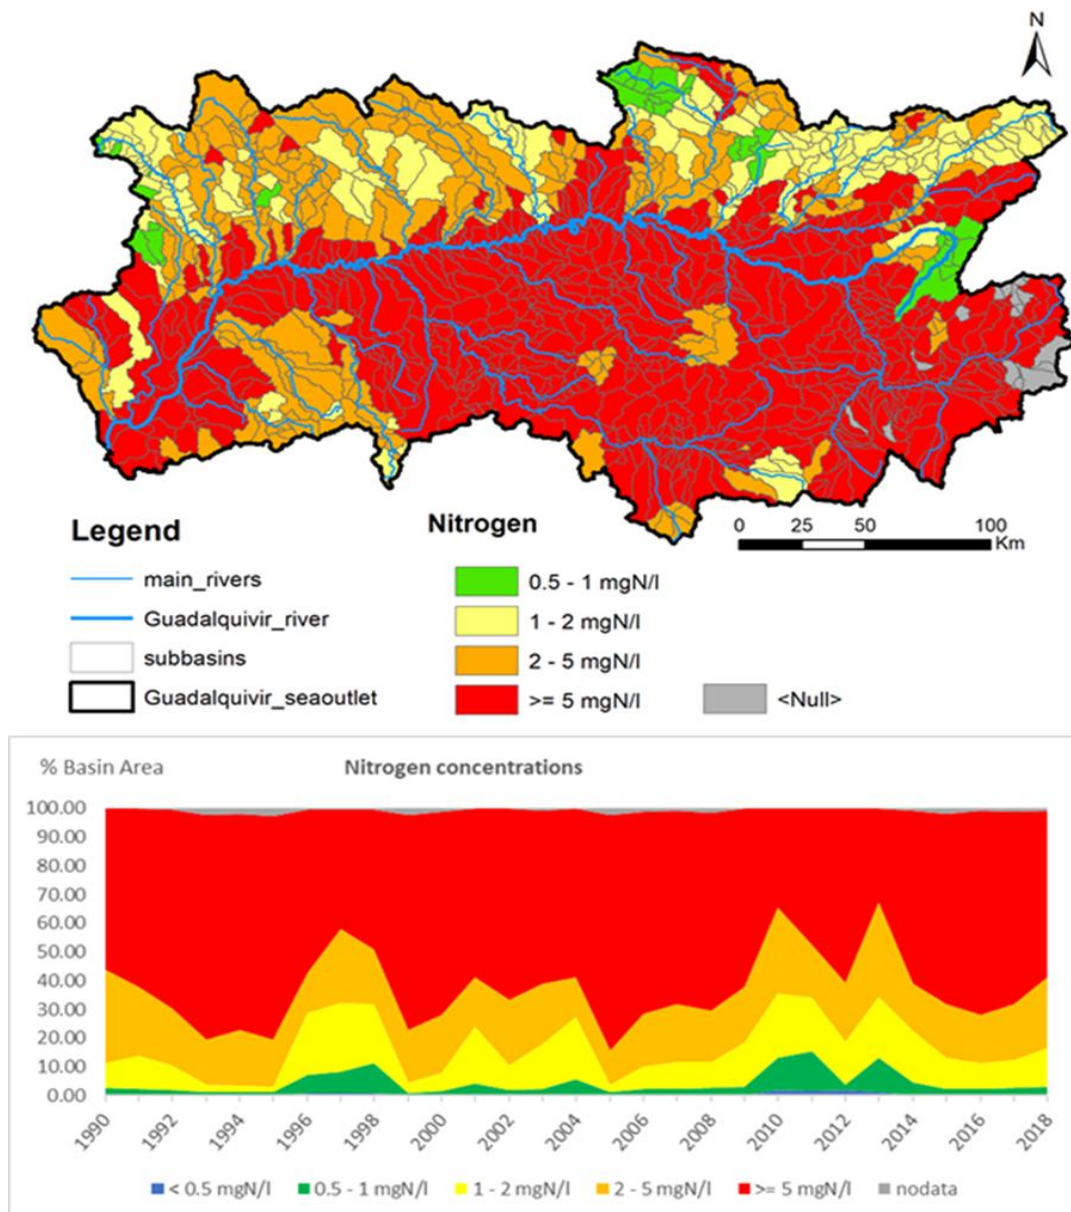 N
Legend
Nitrogen
0 25 50 100
Km
main_rivers
0.5 - 1 mgN/l
Guadalquivir_river
1 - 2 mgN/l
subbasins
2 - 5 mgN/l
Guadalquivir_seaoutlet
>= 5 mgN/l
<Null>
% Basin Area
Nitrogen concentrations
100.00
90.00
80.00
70.00
60.00
50.00
40.00
30.00
20.00
10.00
0.00
1990 1992 1994 1996 1998 2000 2002 2004 2006 2008 2010 2012 2014 2016 2018
< 0.5 mgN/l 0.5 - 1 mgN/l 1 - 2 mgN/l 2 - 5 mgN/l >= 5 mgN/l nodata